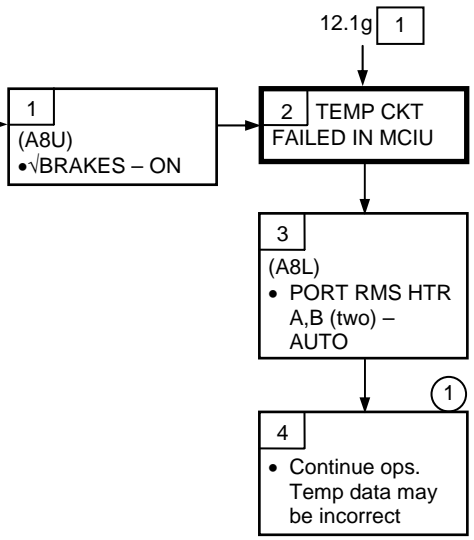 12.1g 1
1
(A8U)
•√BRAKES – ON
2 TEMP CKT
FAILED IN MCIU
3
(A8L)
• PORT RMS HTR
A,B (two) –
AUTO
1
4
• Continue ops.
Temp data may
be incorrect